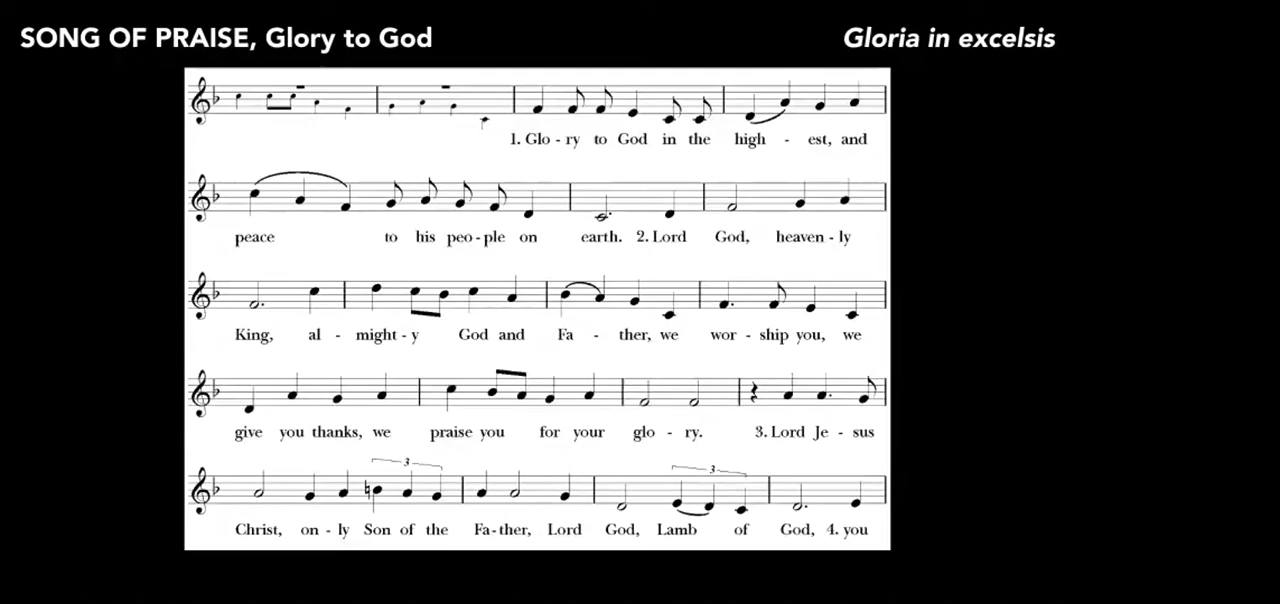 SONG OF PRAISE, Glory to God Gloria in excelsis
1. Glo - ry to God in the high - est, and
peace to his peo - ple on earth. 2. Lord God, heaven - ly
King, al - might - y God and Fa - ther, we wor - ship you, we
give you thanks, we praise you for your glo - ry. 3. Lord Je - sus
3 3
Christ, on - ly Son of the Fa - ther, Lord God, Lamb of God, 4. you